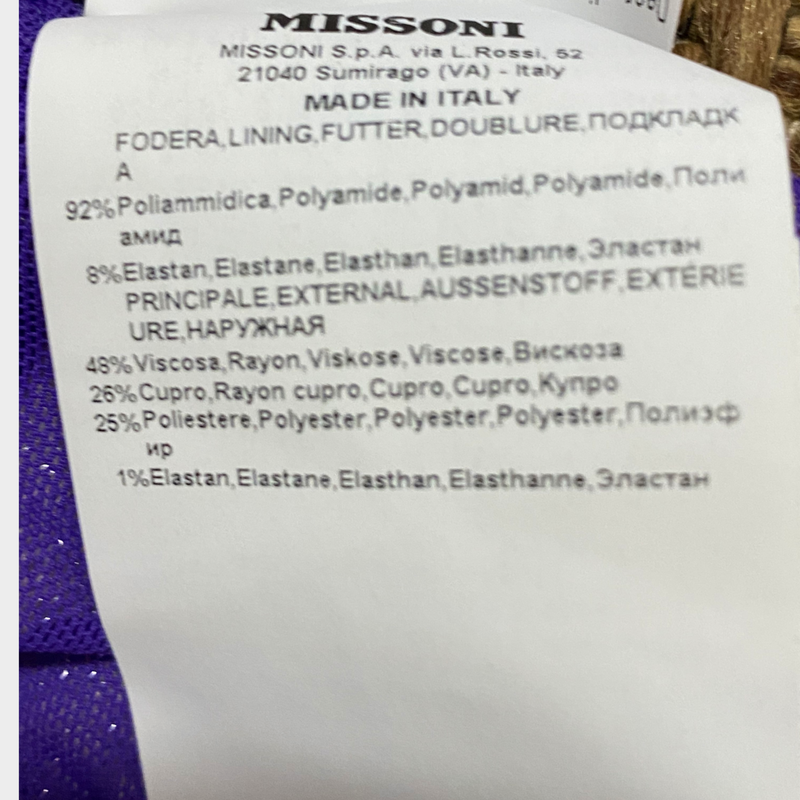 MISSONI
MISSONI S.p.A. via L.Rossi, 52
21040 Sumirago (VA) - Italy
MADE IN ITALY
FODERA,LINING,FUTTER,DOUBLURE,ПОДКЛАДК
А
92%Poliammidica,Polyamide,Polyamid,Polyamide,Поли
амид
8%Elastan,Elastane,Elasthan,Elasthanne,Эластан
PRINCIPALE,EXTERNAL,AUSSENSTOFF,EXTÉRIE
URE,НАРУЖНАЯ
48%Viscosa,Rayon,Viskose,Viscose,Вискоза
26%Cupro,Rayon cupro,Cupro,Cupro,Купро
25%Poliestere,Polyester,Polyester,Polyester,Полиэф
ир
1%Elastan,Elastane,Elasthan,Elasthanne,Эластан